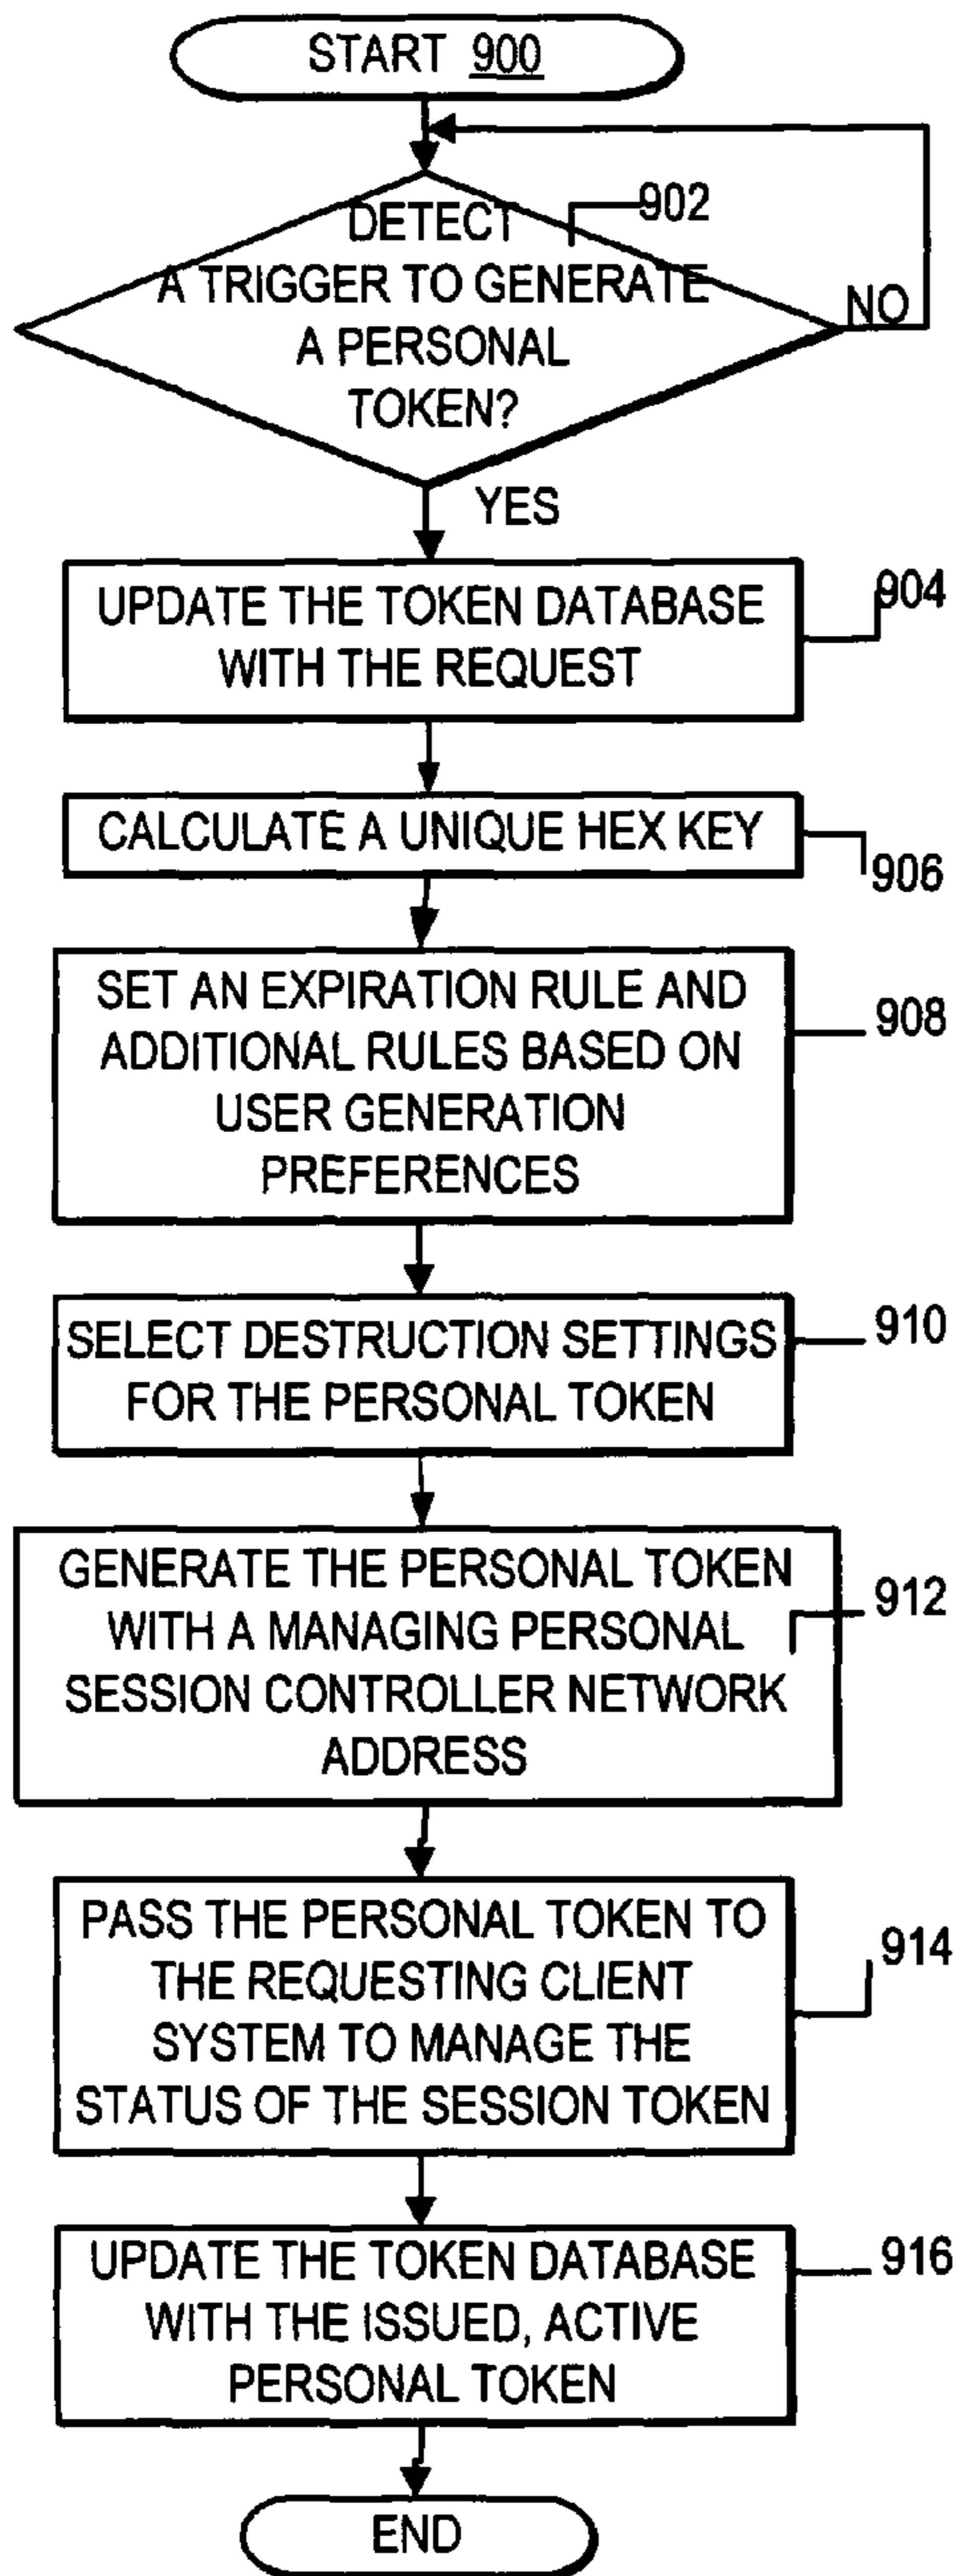 START 900
DETECT
902
A TRIGGER TO GENERATE
A PERSONAL
TOKEN?
NO
YES
UPDATE THE TOKEN DATABASE
WITH THE REQUEST
904
CALCULATE A UNIQUE HEX KEY
906
SET AN EXPIRATION RULE AND
ADDITIONAL RULES BASED ON
USER GENERATION
PREFERENCES
908
SELECT DESTRUCTION SETTINGS
FOR THE PERSONAL TOKEN
910
GENERATE THE PERSONAL TOKEN
WITH A MANAGING PERSONAL
SESSION CONTROLLER NETWORK
ADDRESS
912
PASS THE PERSONAL TOKEN TO
THE REQUESTING CLIENT
SYSTEM TO MANAGE THE
STATUS OF THE SESSION TOKEN
914
UPDATE THE TOKEN DATABASE
WITH THE ISSUED, ACTIVE
PERSONAL TOKEN
916
END